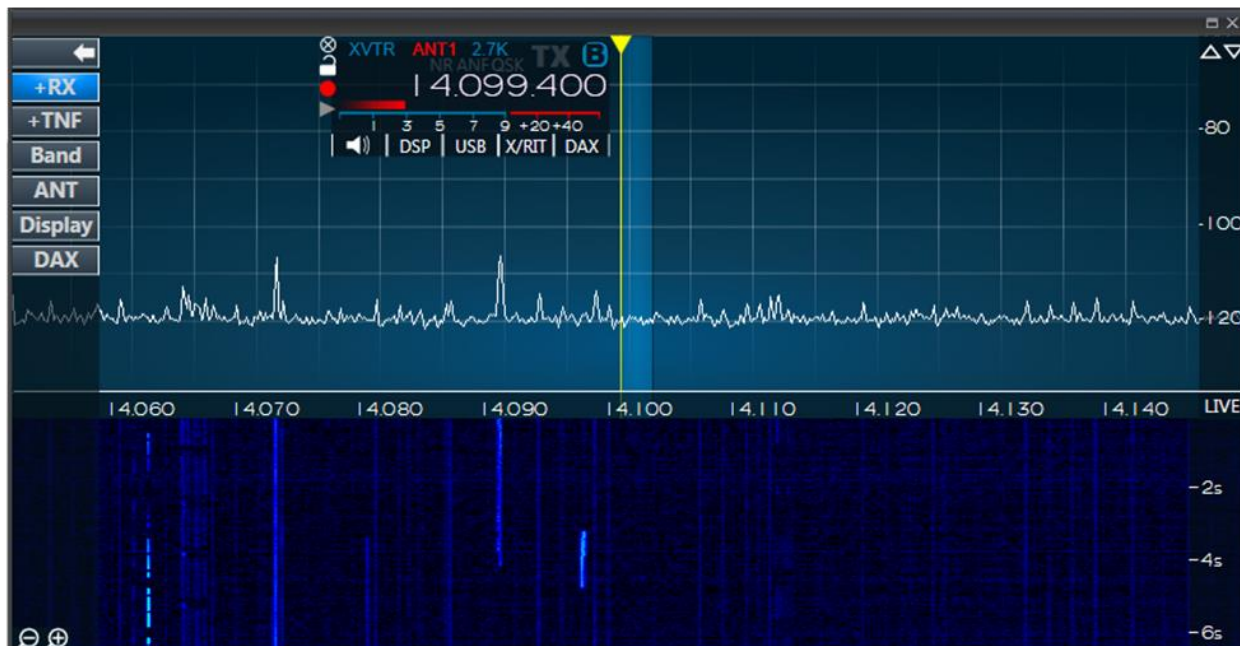 XVTR ANT1 2.7K TX B
NR ANF QSK
14.099.400
1 3 5 7 9 +20 +40
DSP USB X/RIT DAX
+RX
+TNF
Band
ANT
Display
DAX
-80
-100
-120
14.060 14.070 14.080 14.090 14.100 14.110 14.120 14.130 14.140 LIVE
-2s
-4s
-6s